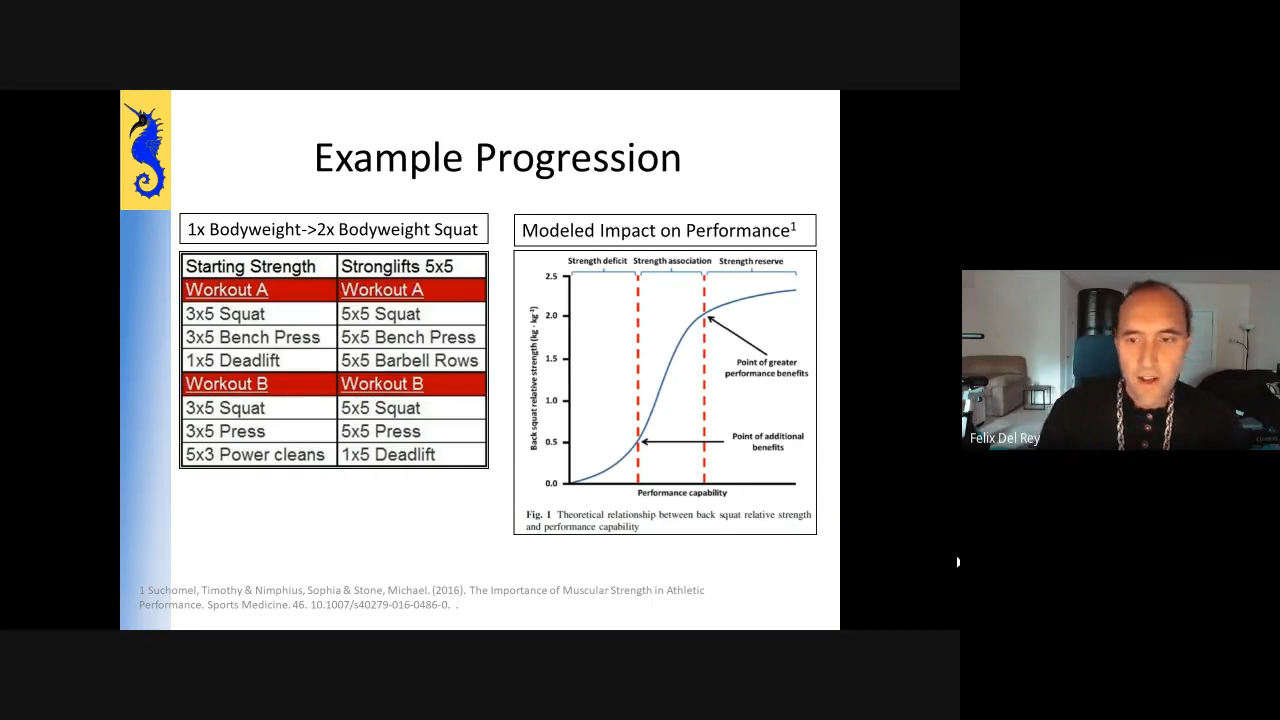 Example Progression
1x Bodyweight->2x Bodyweight Squat
Starting Strength Stronglifts 5x5
Workout A Workout A
3x5 Squat 5x5 Squat
3x5 Bench Press 5x5 Bench Press
1x5 Deadlift 5x5 Barbell Rows
Workout B Workout B
3x5 Squat 5x5 Squat
3x5 Press 5x5 Press
5x3 Power cleans 1x5 Deadlift
Modeled Impact on Performance¹
Strength deficit Strength association Strength reserve
2.5
2.0
1.5
1.0
0.5
0.0
Back squat relative strength (kg · kg⁻¹)
Point of greater
performance benefits
Point of additional
benefits
Performance capability
Fig. 1 Theoretical relationship between back squat relative strength
and performance capability
1 Suchomel, Timothy & Nimphius, Sophia & Stone, Michael. (2016). The Importance of Muscular Strength in Athletic
Performance. Sports Medicine. 46. 10.1007/s40279-016-0486-0. .
Felix Del Rey